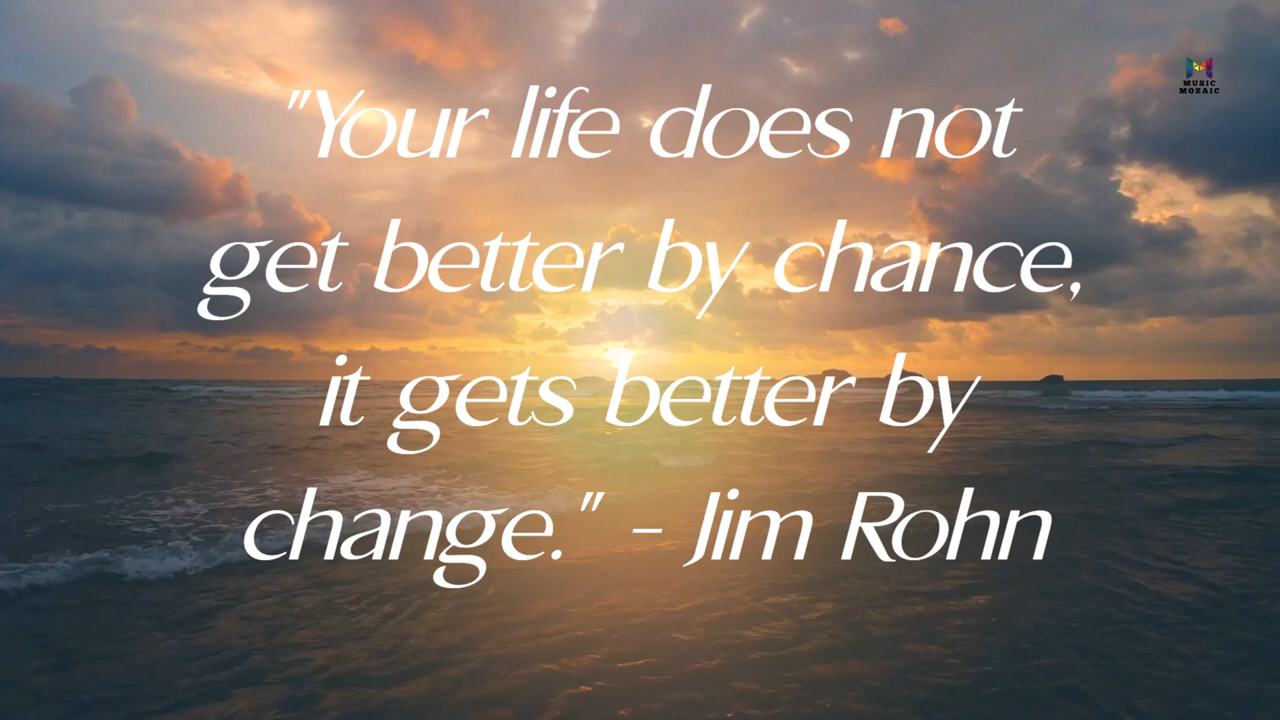 "Your life does not
get better by chance,
it gets better by
change." - Jim Rohn
MUSIC
MOZAIC